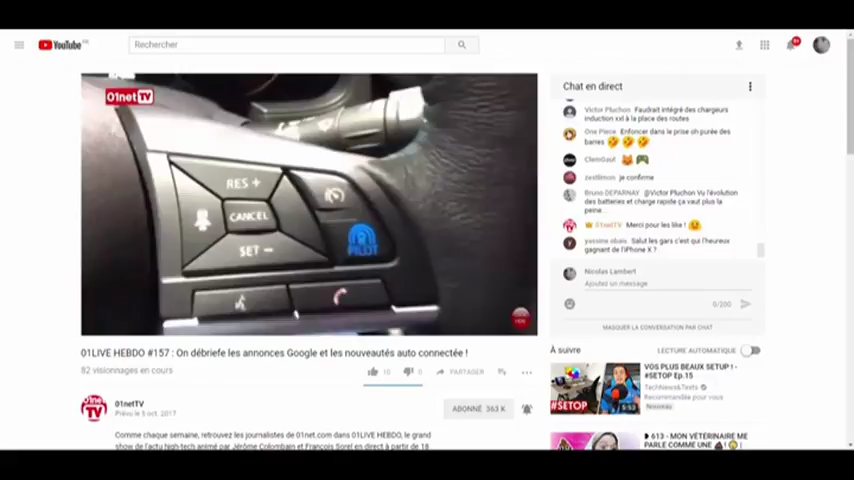 YouTube FR
Rechercher
9+
01net TV
RES +
CANCEL
SET −
PILOT
Chat en direct
Victor Pluchon Faudrait intégré des chargeurs
induction xxl à la place des routes
One Piece Enfoncer dans le prise oh purée des
barres 🤣 🤣 🤣
ClemGaut 🦊 🎮
zestlimon je confirme
Bruno DEPARNAY @Victor Pluchon Vu l'évolution
des batteries et charge rapide ça vaut plus la
peine...
01netTV Merci pour les like !
yassine obais Salut les gars c'est qui l'heureux
gagnant de l'iPhone X ?
Nicolas Lambert
Ajoutez un message...
0/200
MASQUER LA CONVERSATION PAR CHAT
01LIVE HEBDO #157 : On débriefe les annonces Google et les nouveautés auto connectée !
82 visionnages en cours
10
0
PARTAGER
01netTV
Prévu le 5 oct. 2017
ABONNÉ 363 K
Comme chaque semaine, retrouvez les journalistes de 01net.com dans 01LIVE HEBDO, le grand
show de l'actu high-tech animé par Jérôme Colombain et François Sorel en direct à partir de 18
À suivre
LECTURE AUTOMATIQUE
#SETOP
5:53
VOS PLUS BEAUX SETUP ! -
#SETOP Ep.15
TechNews&Tests
Recommandée pour vous
Nouveau
613 - MON VÉTÉRINAIRE ME
PARLE COMME UNE 💩! 😱